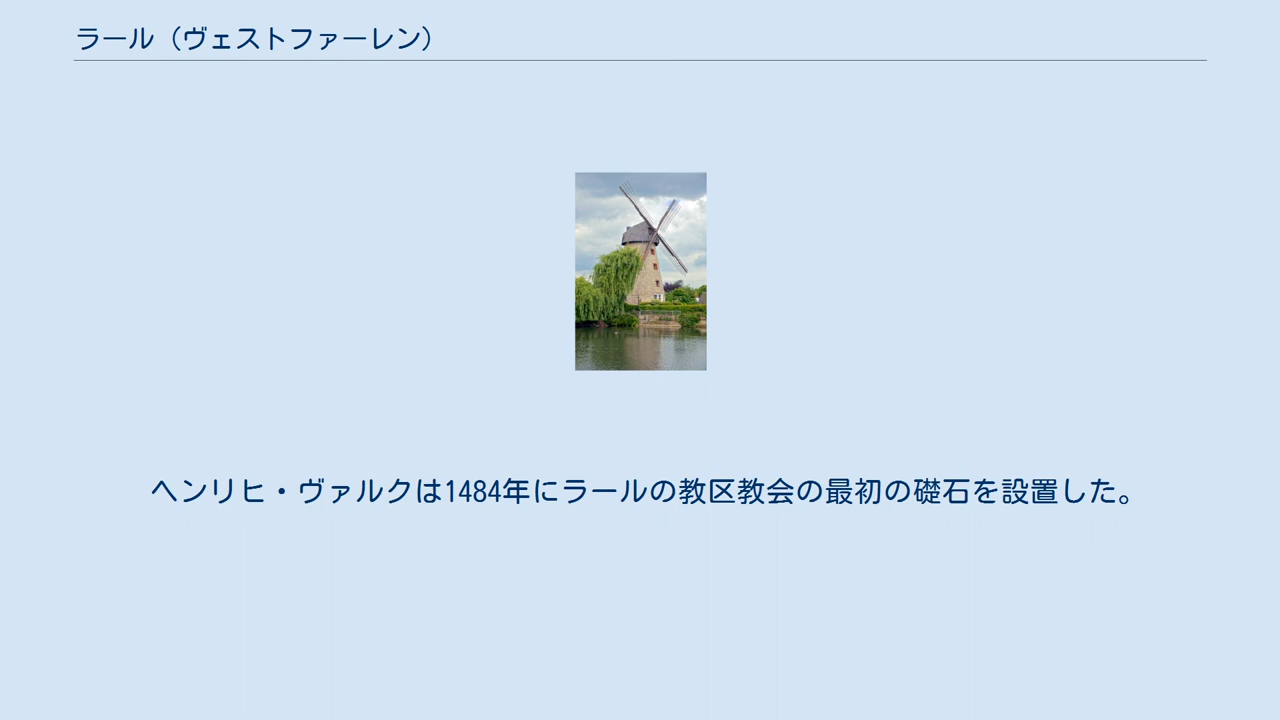 ラール（ヴェストファーレン）
ヘンリヒ・ヴァルクは1484年にラールの教区教会の最初の礎石を設置した。